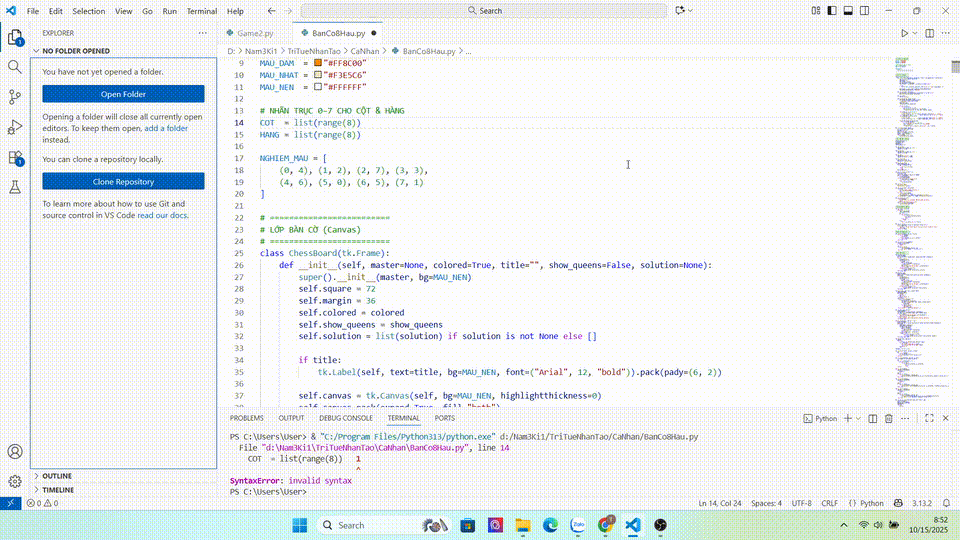 File Edit Selection View Go Run Terminal Help
Search
EXPLORER
NO FOLDER OPENED
You have not yet opened a folder.
Open Folder
Opening a folder will close all currently open
editors. To keep them open, add a folder
instead.
You can clone a repository locally.
Clone Repository
To learn more about how to use Git and
source control in VS Code read our docs.
OUTLINE
TIMELINE
Game2.py
BanCo8Hau.py
D: > Nam3Ki1 > TriTueNhanTao > CaNhan > BanCo8Hau.py > ...
9 MAU_DAM = "#FF8C00"
10 MAU_NHAT = "#F3E5C6"
11 MAU_NEN = "#FFFFFF"
12
13 # NHÃN TRỤC 0–7 CHO CỘT & HÀNG
14 COT = list(range(8))
15 HANG = list(range(8))
16
17 NGHIEM_MAU = [
18 (0, 4), (1, 2), (2, 7), (3, 3),
19 (4, 6), (5, 0), (6, 5), (7, 1)
20 ]
21
22 # =========================
23 # LỚP BÀN CỜ (Canvas)
24 # =========================
25 class ChessBoard(tk.Frame):
26 def __init__(self, master=None, colored=True, title="", show_queens=False, solution=None):
27 super().__init__(master, bg=MAU_NEN)
28 self.square = 72
29 self.margin = 36
30 self.colored = colored
31 self.show_queens = show_queens
32 self.solution = list(solution) if solution is not None else []
33
34 if title:
35 tk.Label(self, text=title, bg=MAU_NEN, font=("Arial", 12, "bold")).pack(pady=(6, 2))
36
37 self.canvas = tk.Canvas(self, bg=MAU_NEN, highlightthickness=0)
38 self.canvas.pack(expand=True, fill="both")
PROBLEMS OUTPUT DEBUG CONSOLE TERMINAL PORTS
Python
PS C:\Users\User> & "C:/Program Files/Python313/python.exe" d:/Nam3Ki1/TriTueNhanTao/CaNhan/BanCo8Hau.py
File "d:\Nam3Ki1\TriTueNhanTao\CaNhan\BanCo8Hau.py", line 14
COT = list(range(8)) 1
^
SyntaxError: invalid syntax
PS C:\Users\User>
0 0
Ln 14, Col 24 Spaces: 4 UTF-8 CRLF {} Python 3.13.2
Search
Zalo
8:52
10/15/2025